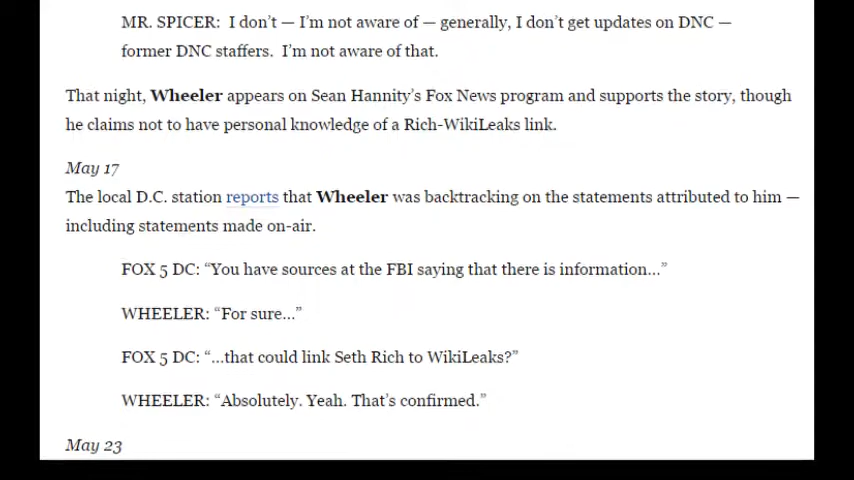 MR. SPICER:  I don’t — I’m not aware of — generally, I don’t get updates on DNC —
former DNC staffers.  I’m not aware of that.
That night, Wheeler appears on Sean Hannity’s Fox News program and supports the story, though
he claims not to have personal knowledge of a Rich-WikiLeaks link.
May 17
The local D.C. station reports that Wheeler was backtracking on the statements attributed to him —
including statements made on-air.
FOX 5 DC: “You have sources at the FBI saying that there is information...”
WHEELER: “For sure...”
FOX 5 DC: “...that could link Seth Rich to WikiLeaks?”
WHEELER: “Absolutely. Yeah. That’s confirmed.”
May 23